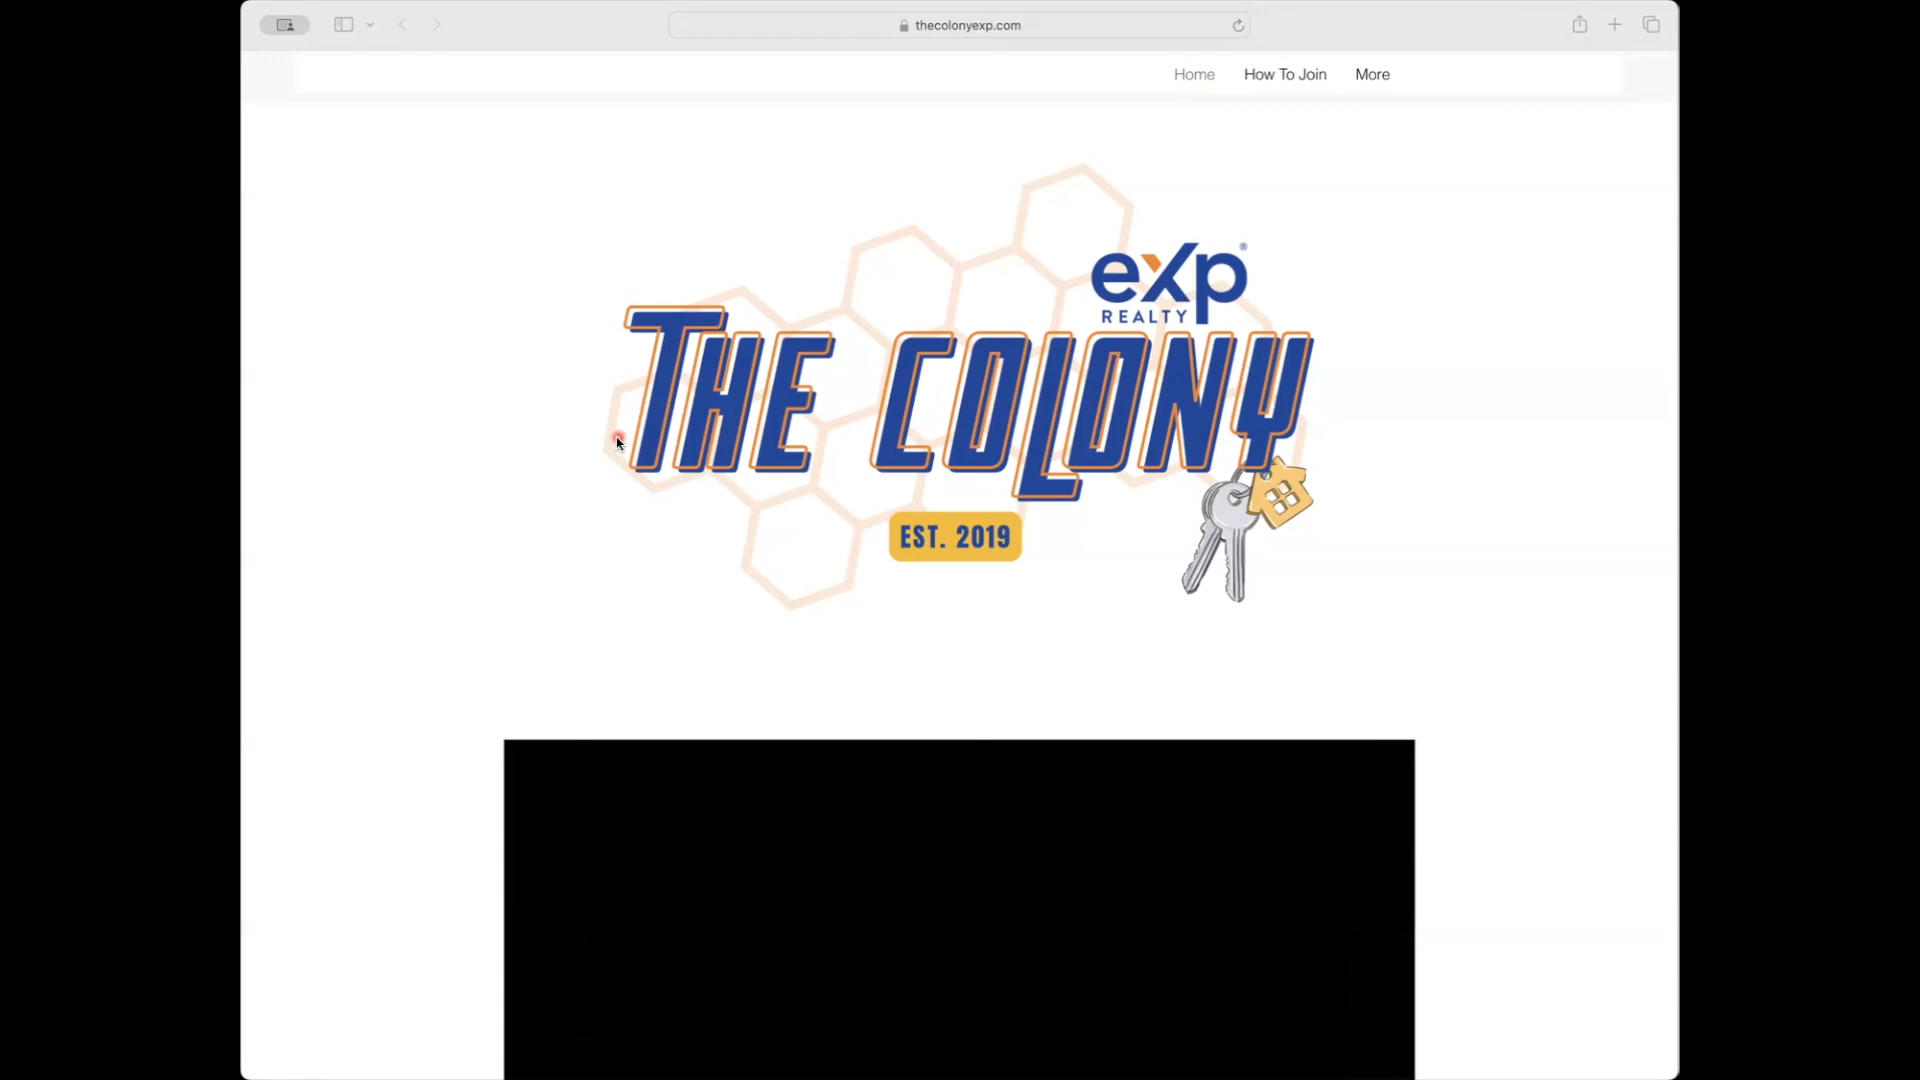 thecolonyexp.com
Home How To Join More
eXp®
REALTY
THE COLONY
EST. 2019